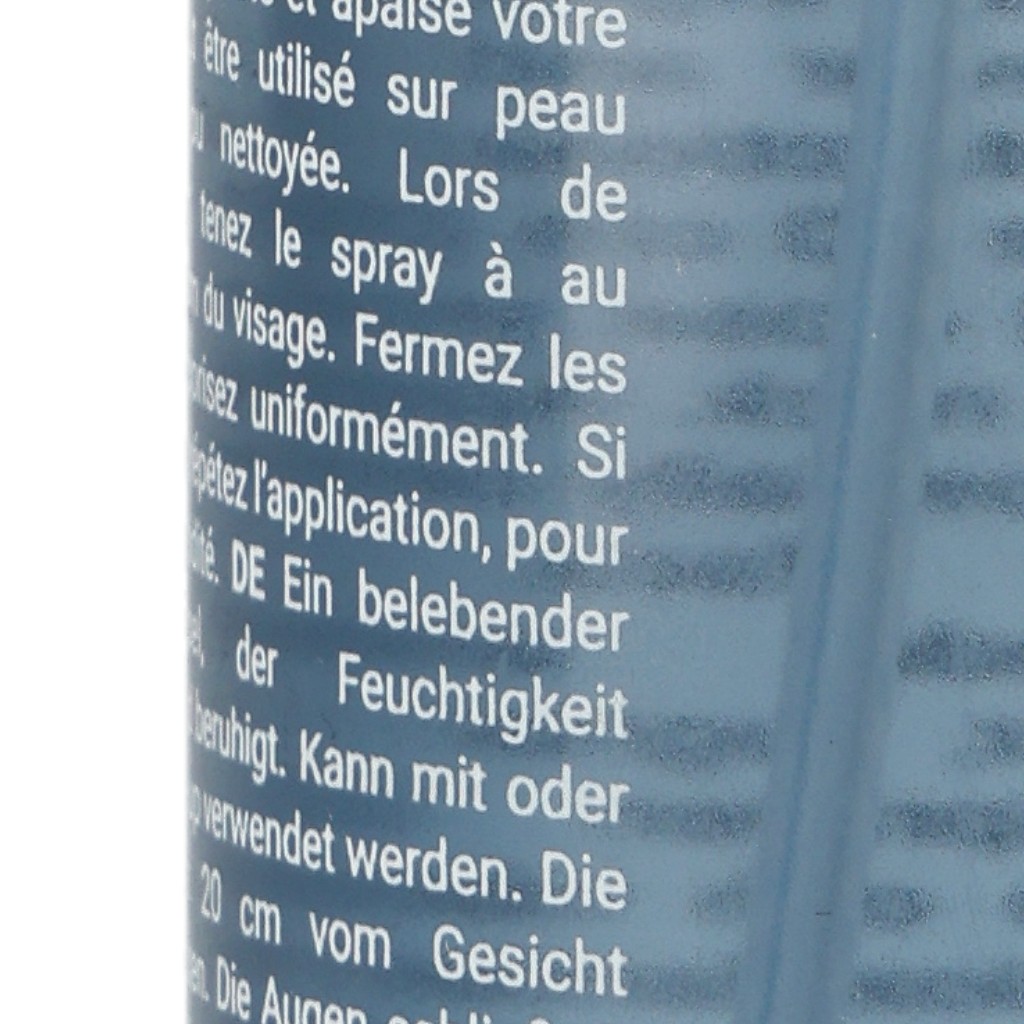 et apaise votre
être utilisé sur peau
nettoyée. Lors de
tenez le spray à au
du visage. Fermez les
uniformément. Si
l'application, pour
DE Ein belebender
der Feuchtigkeit
beruhigt. Kann mit oder
verwendet werden. Die
20 cm vom Gesicht
Die Augen